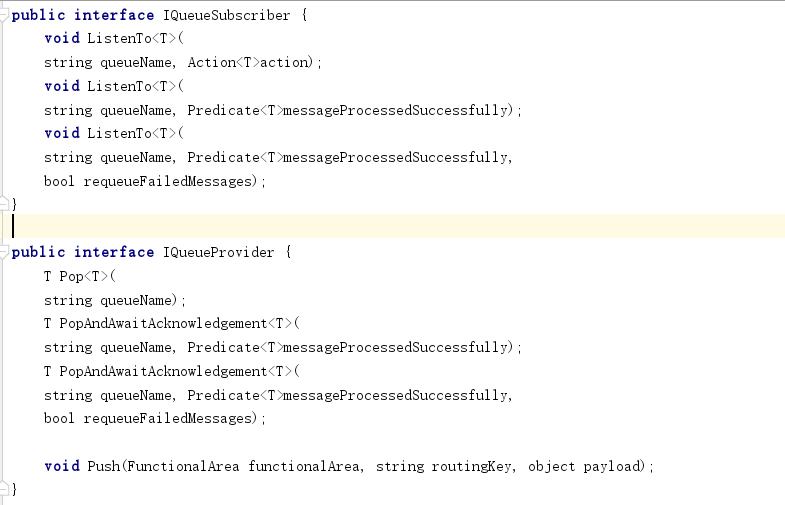 public interface IQueueSubscriber {
void ListenTo<T>(
string queueName, Action<T>action);
void ListenTo<T>(
string queueName, Predicate<T>messageProcessedSuccessfully);
void ListenTo<T>(
string queueName, Predicate<T>messageProcessedSuccessfully,
bool requeueFailedMessages);
}
public interface IQueueProvider {
T Pop<T>(
string queueName);
T PopAndAwaitAcknowledgement<T>(
string queueName, Predicate<T>messageProcessedSuccessfully);
T PopAndAwaitAcknowledgement<T>(
string queueName, Predicate<T>messageProcessedSuccessfully,
bool requeueFailedMessages);
void Push(FunctionalArea functionalArea, string routingKey, object payload);
}